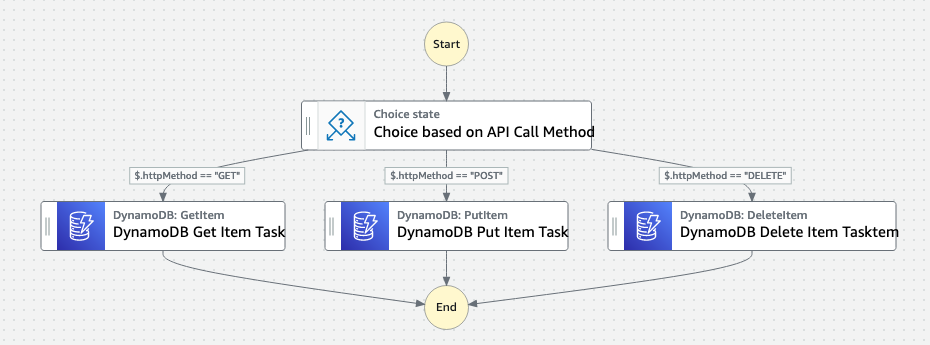 Start
Choice state
Choice based on API Call Method
$.httpMethod == "GET"
$.httpMethod == "POST"
$.httpMethod == "DELETE"
DynamoDB: GetItem
DynamoDB Get Item Task
DynamoDB: PutItem
DynamoDB Put Item Task
DynamoDB: DeleteItem
DynamoDB Delete Item Tasktem
End